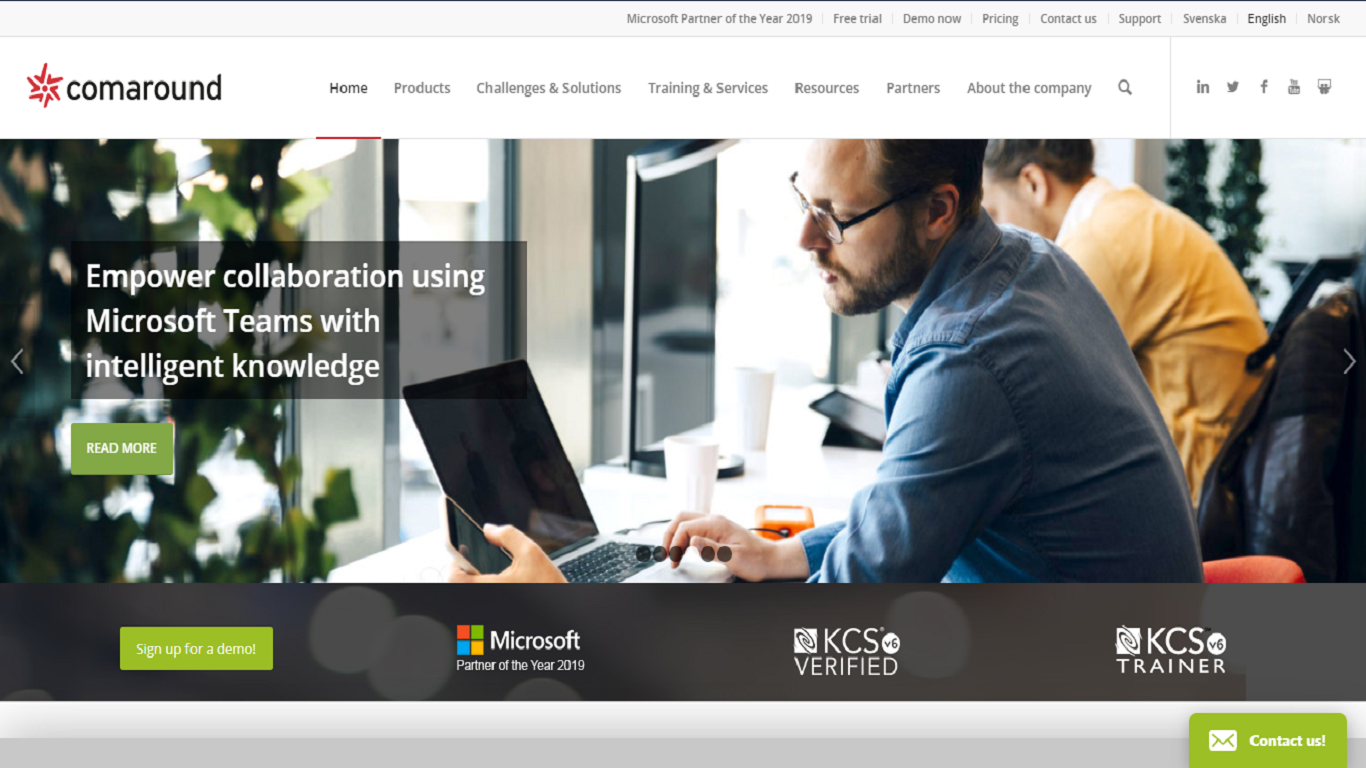 Microsoft Partner of the Year 2019 Free trial Demo now Pricing Contact us Support Svenska English Norsk
comaround Home Products Challenges & Solutions Training & Services Resources Partners About the company
Empower collaboration using
Microsoft Teams with
intelligent knowledge
READ MORE
Sign up for a demo!
Microsoft
Partner of the Year 2019
KCS® v6
VERIFIED
KCS℠ v6
TRAINER
Contact us!